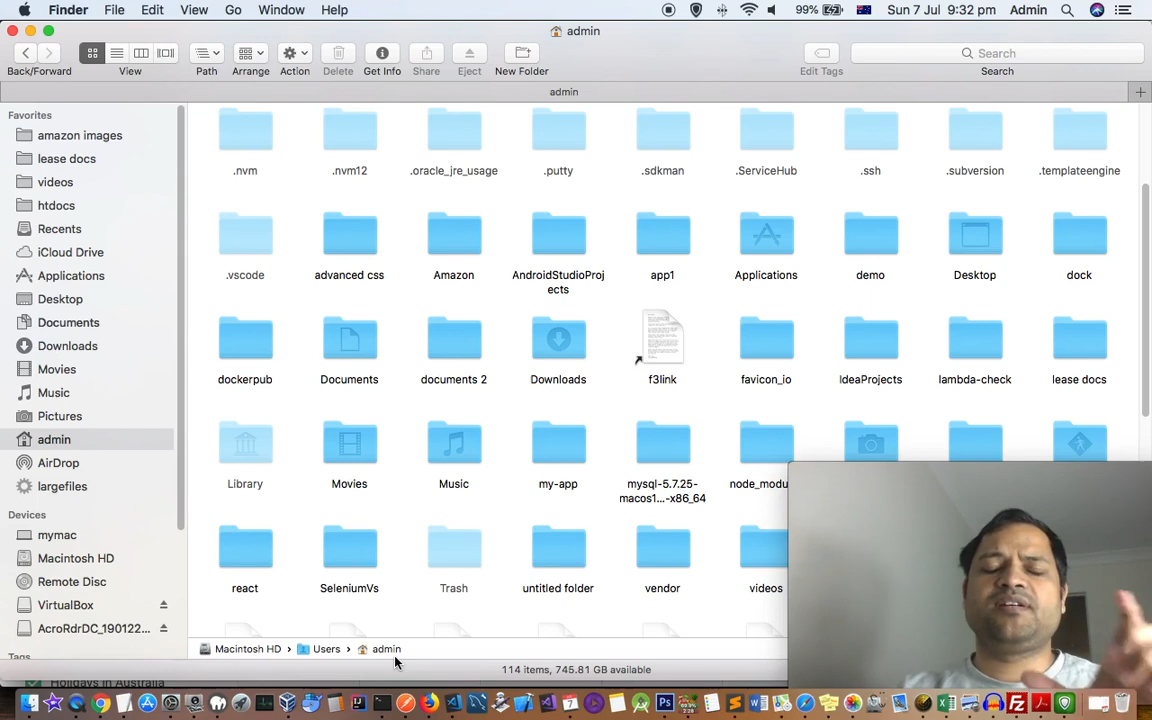 Finder File Edit View Go Window Help 99% Sun 7 Jul 9:32 pm Admin
admin
Back/Forward View Path Arrange Action Delete Get Info Share Eject New Folder Edit Tags Search
Search
admin
Favorites
amazon images
lease docs
videos
htdocs
Recents
iCloud Drive
Applications
Desktop
Documents
Downloads
Movies
Music
Pictures
admin
AirDrop
largefiles
Devices
mymac
Macintosh HD
Remote Disc
VirtualBox
AcroRdrDC_190122...
Tags
.nvm .nvm12 .oracle_jre_usage .putty .sdkman .ServiceHub .ssh .subversion .templateengine
.vscode advanced css Amazon AndroidStudioProj app1 Applications demo Desktop dock
ects
dockerpub Documents documents 2 Downloads f3link favicon_io IdeaProjects lambda-check lease docs
Library Movies Music my-app mysql-5.7.25- node_modu
macos1...-x86_64
react SeleniumVs Trash untitled folder vendor videos
Macintosh HD › Users › admin
114 items, 745.81 GB available
Holidays in Australia